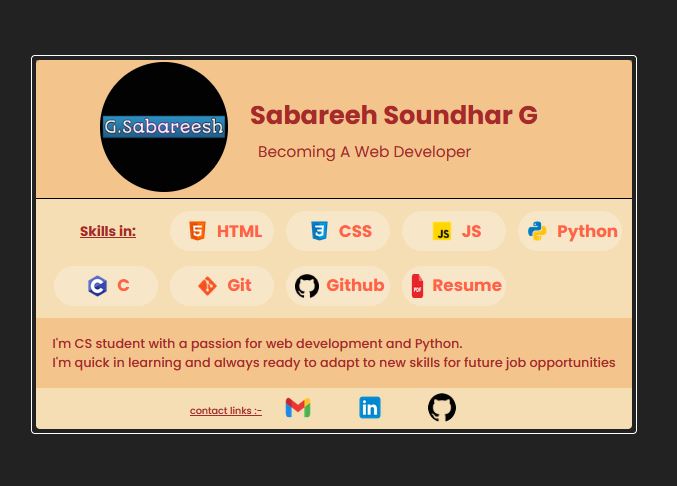 G.Sabareesh
Sabareeh Soundhar G
Becoming A Web Developer
Skills in:
HTML
CSS
JS
JS
Python
C
C
Git
Github
PDF
Resume
I'm CS student with a passion for web development and Python.
I'm quick in learning and always ready to adapt to new skills for future job opportunities
contact links :-
in